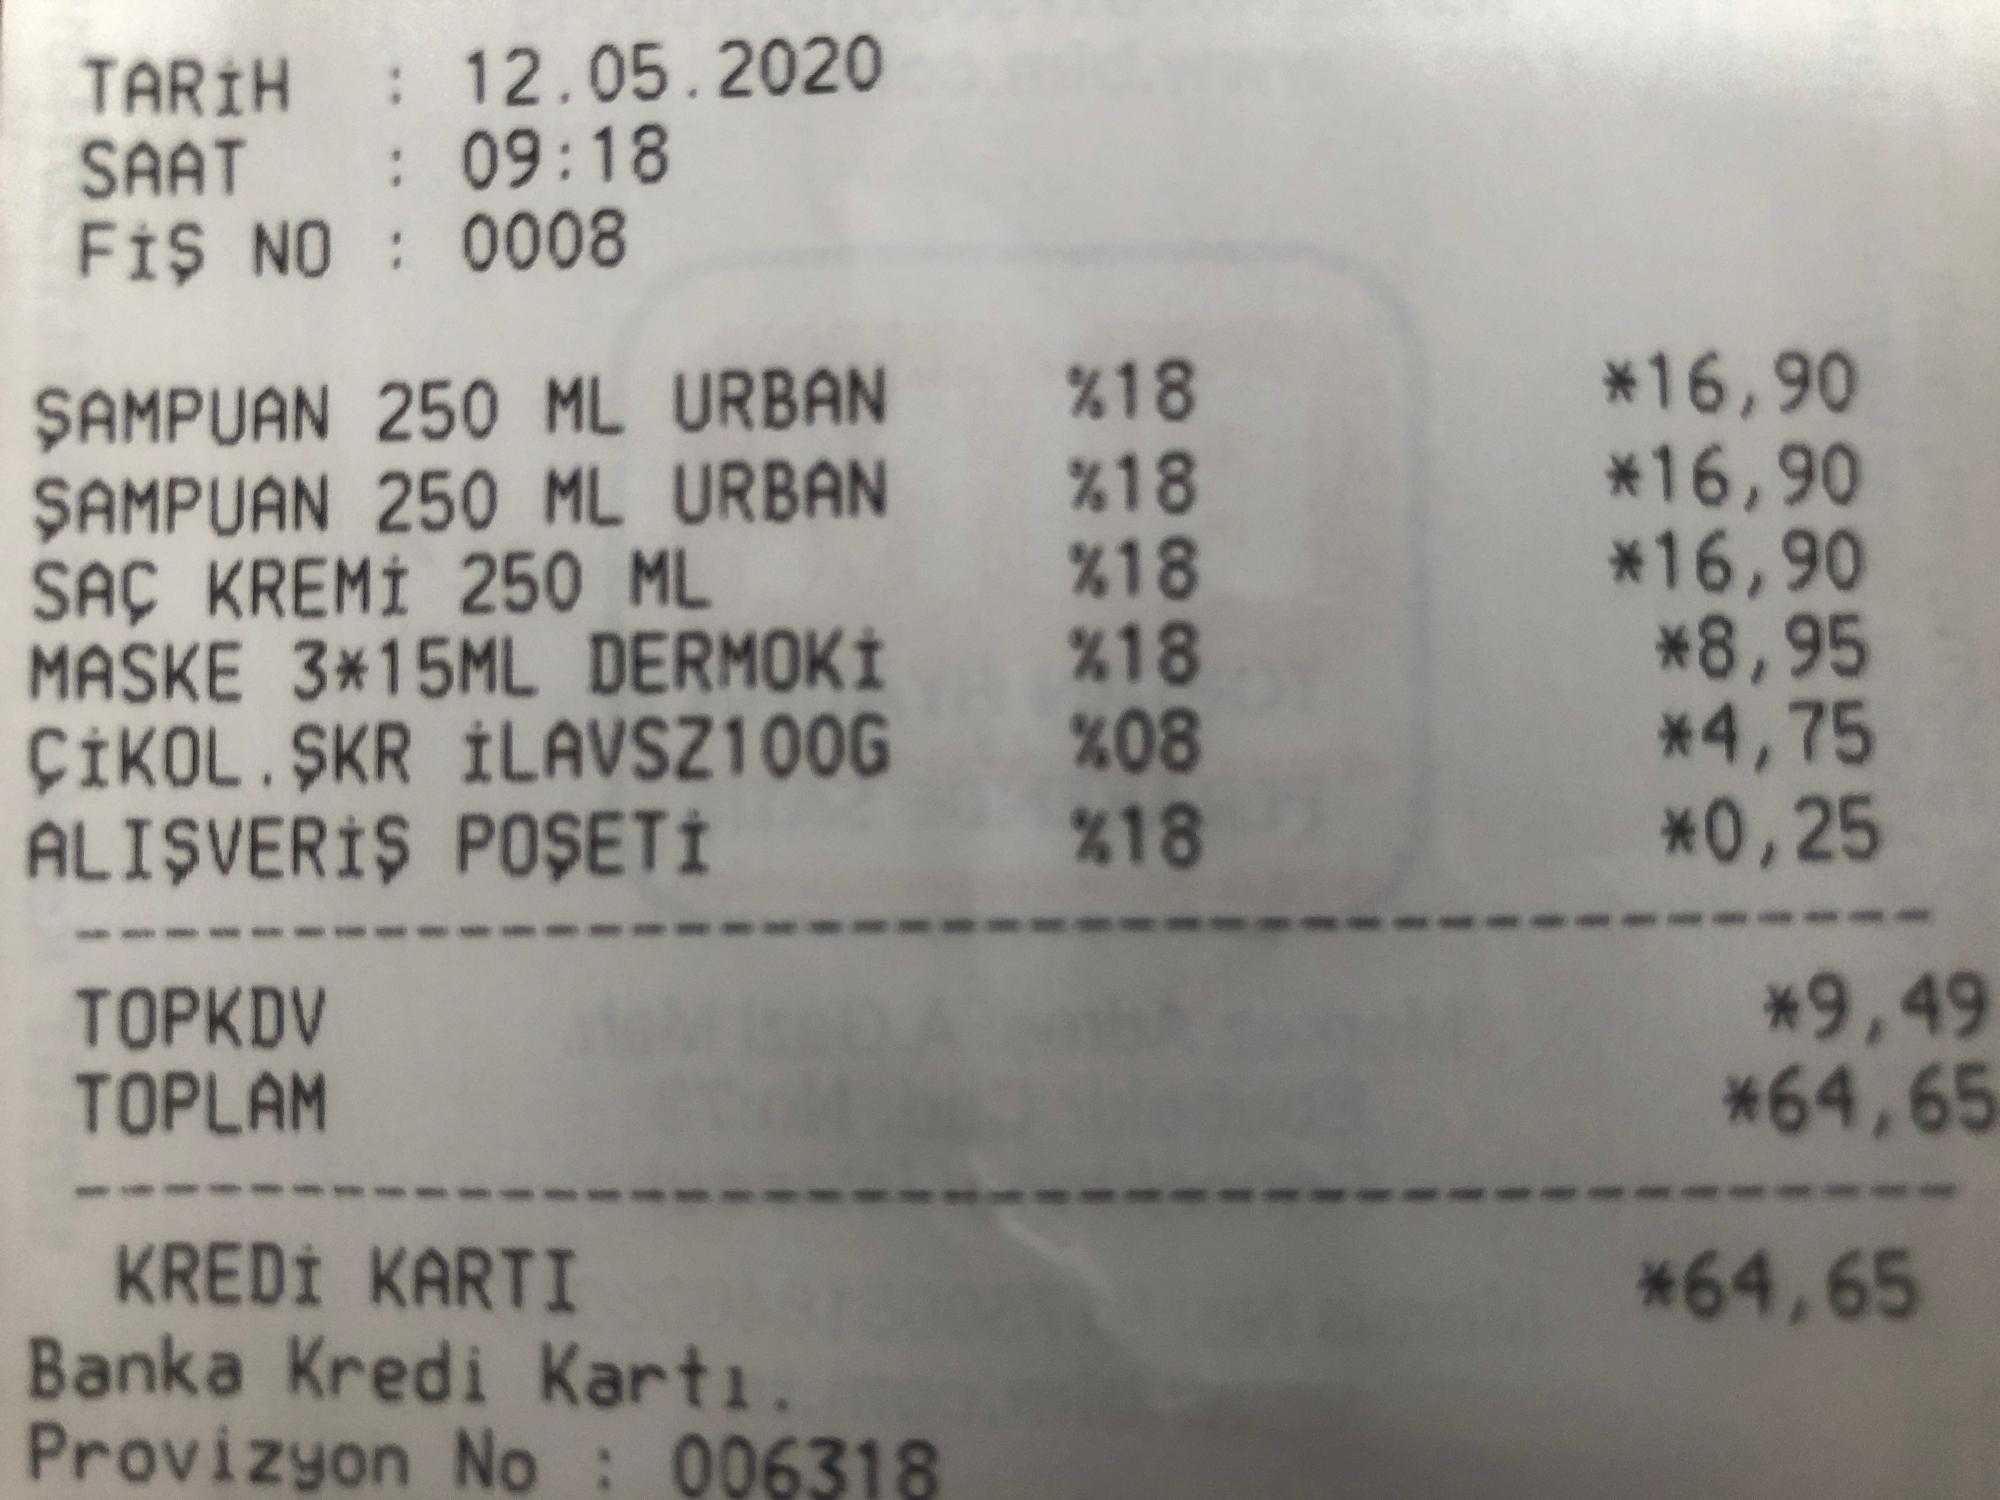 TARİH : 12.05.2020
SAAT : 09:18
FİŞ NO : 0008
ŞAMPUAN 250 ML URBAN %18 *16,90
ŞAMPUAN 250 ML URBAN %18 *16,90
SAÇ KREMİ 250 ML %18 *16,90
MASKE 3*15ML DERMOKİ %18 *8,95
ÇİKOL.ŞKR İLAVSZ100G %08 *4,75
ALIŞVERİŞ POŞETİ %18 *0,25
TOPKDV *9,49
TOPLAM *64,65
KREDİ KARTI *64,65
Banka Kredi Kartı.
Provizyon No : 006318